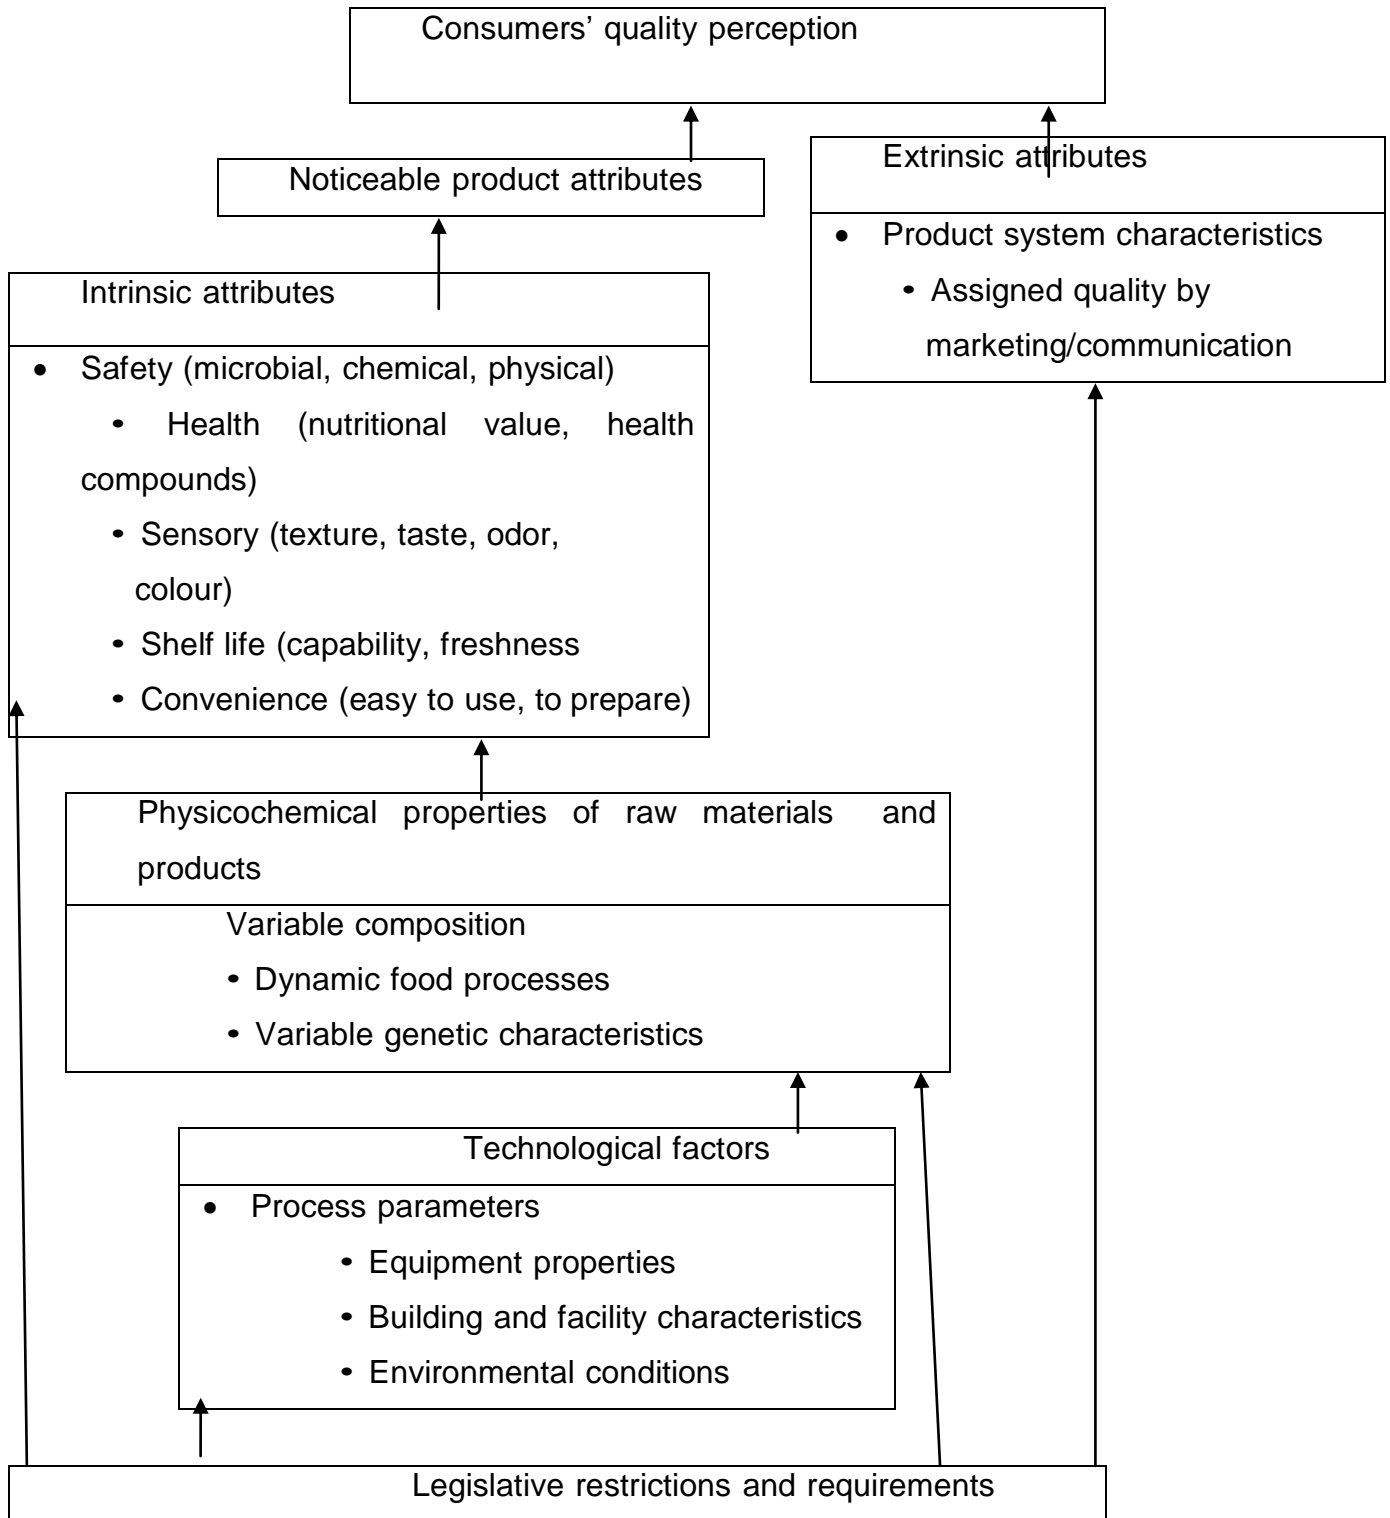 Consumers’ quality perception
Noticeable product attributes
Extrinsic attributes
• Product system characteristics
• Assigned quality by
marketing/communication
Intrinsic attributes
• Safety (microbial, chemical, physical)
• Health (nutritional value, health
compounds)
• Sensory (texture, taste, odor,
colour)
• Shelf life (capability, freshness
• Convenience (easy to use, to prepare)
Physicochemical properties of raw materials and
products
Variable composition
• Dynamic food processes
• Variable genetic characteristics
Technological factors
• Process parameters
• Equipment properties
• Building and facility characteristics
• Environmental conditions
Legislative restrictions and requirements